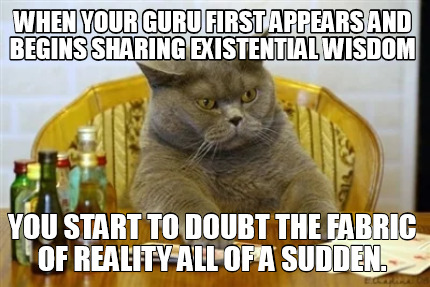 WHEN YOUR GURU FIRST APPEARS AND
BEGINS SHARING EXISTENTIAL WISDOM
YOU START TO DOUBT THE FABRIC
OF REALITY ALL OF A SUDDEN.